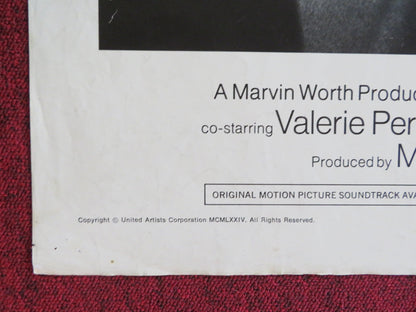 A Marvin Worth Produc
co-starring Valerie Per
Produced by M
ORIGINAL MOTION PICTURE SOUNDTRACK AVA
Copyright © United Artists Corporation MCMLXXIV. All Rights Reserved.